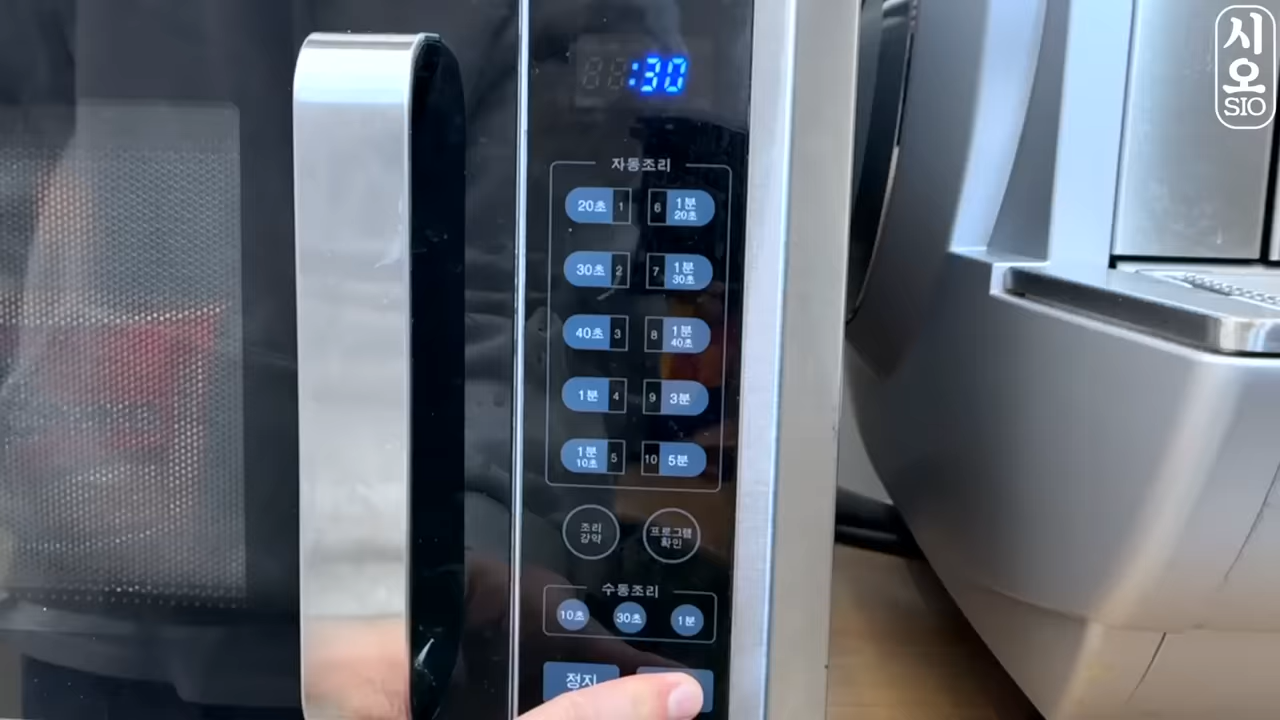 시오
SIO
:30
자동조리
20초 1
6 1분 20초
30초 2
7 1분 30초
40초 3
8 1분 40초
1분 4
9 3분
1분 10초 5
10 5분
조리
강약
프로그램
확인
수동조리
10초 30초 1분
정지